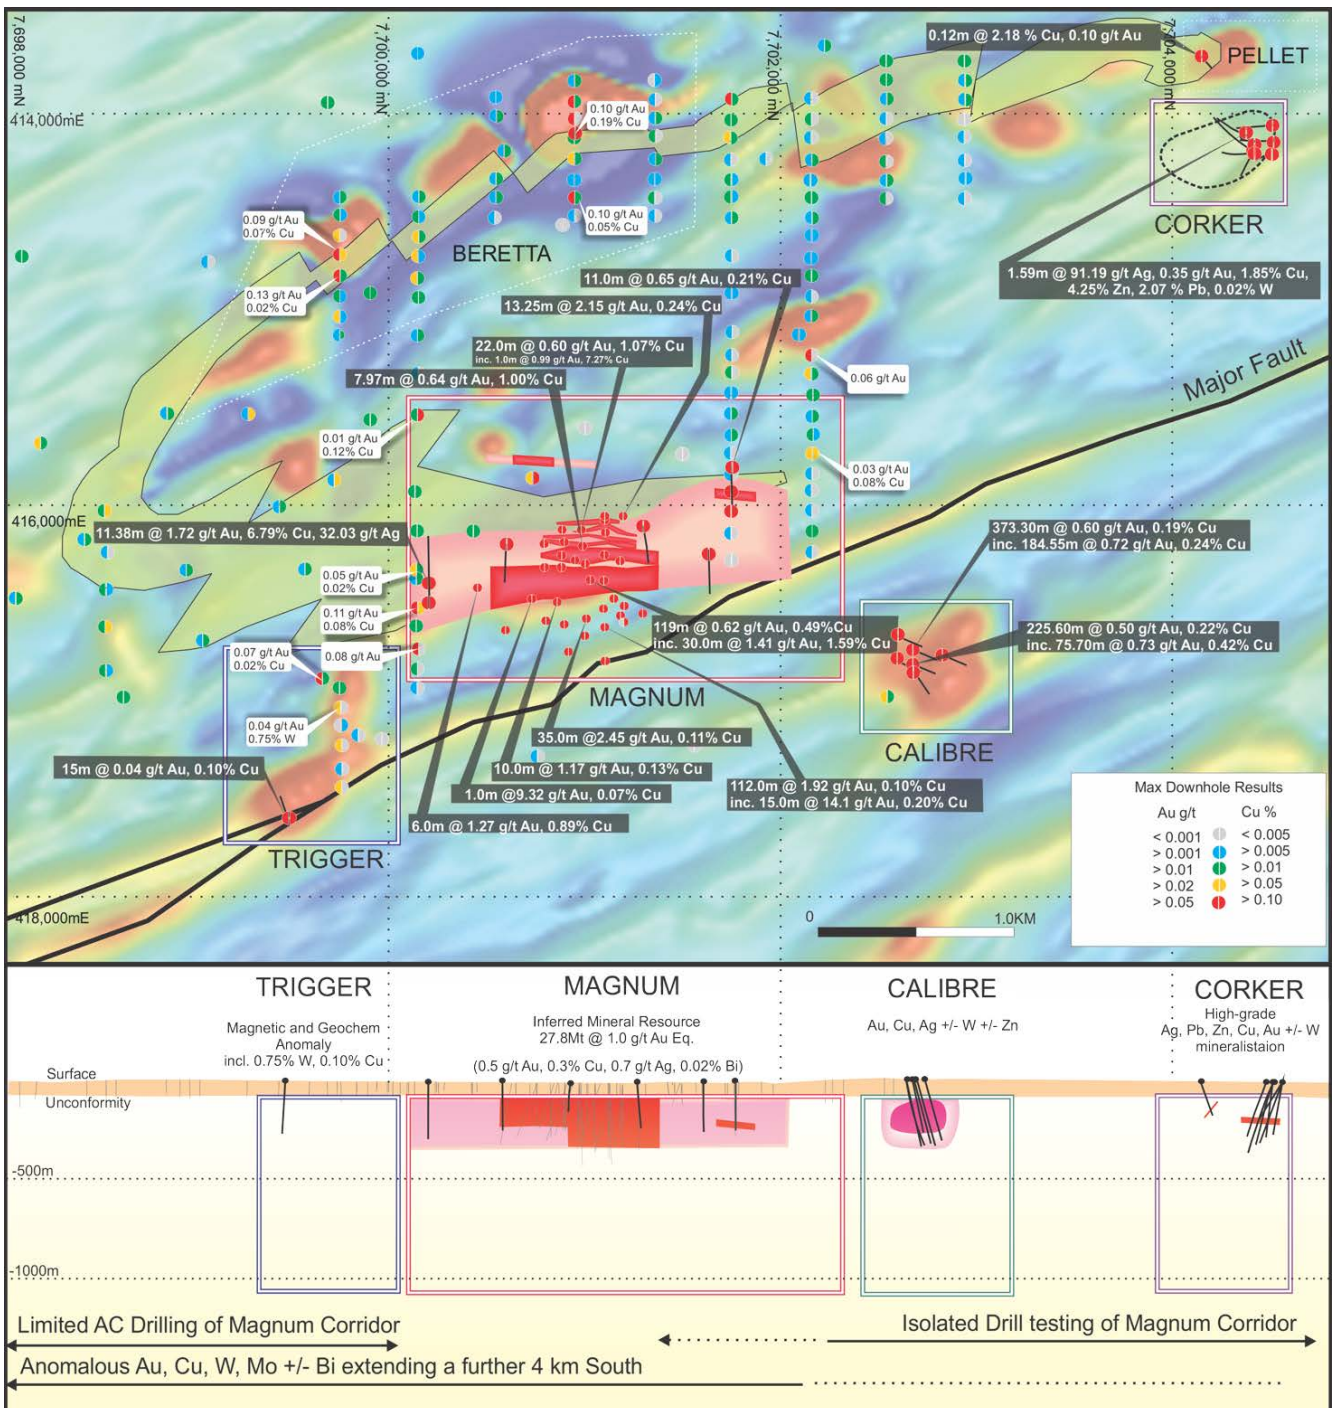 7,698,000 mN
7,700,000 mN
7,702,000 mN
7,704,000 mN
0.12m @ 2.18 % Cu, 0.10 g/t Au
PELLET
414,000mE
0.10 g/t Au
0.19% Cu
CORKER
0.09 g/t Au
0.07% Cu
0.10 g/t Au
0.05% Cu
BERETTA
1.59m @ 91.19 g/t Ag, 0.35 g/t Au, 1.85% Cu,
4.25% Zn, 2.07 % Pb, 0.02% W
11.0m @ 0.65 g/t Au, 0.21% Cu
0.13 g/t Au
0.02% Cu
13.25m @ 2.15 g/t Au, 0.24% Cu
22.0m @ 0.60 g/t Au, 1.07% Cu
inc. 1.0m @ 0.99 g/t Au, 7.27% Cu
7.97m @ 0.64 g/t Au, 1.00% Cu
0.06 g/t Au
Major Fault
0.01 g/t Au
0.12% Cu
0.03 g/t Au
0.08% Cu
416,000mE
11.38m @ 1.72 g/t Au, 6.79% Cu, 32.03 g/t Ag
373.30m @ 0.60 g/t Au, 0.19% Cu
inc. 184.55m @ 0.72 g/t Au, 0.24% Cu
0.05 g/t Au
0.02% Cu
0.11 g/t Au
0.08% Cu
119m @ 0.62 g/t Au, 0.49%Cu
inc. 30.0m @ 1.41 g/t Au, 1.59% Cu
225.60m @ 0.50 g/t Au, 0.22% Cu
inc. 75.70m @ 0.73 g/t Au, 0.42% Cu
0.07 g/t Au
0.02% Cu
0.08 g/t Au
MAGNUM
0.04 g/t Au
0.75% W
CALIBRE
35.0m @2.45 g/t Au, 0.11% Cu
15m @ 0.04 g/t Au, 0.10% Cu
10.0m @ 1.17 g/t Au, 0.13% Cu
112.0m @ 1.92 g/t Au, 0.10% Cu
inc. 15.0m @ 14.1 g/t Au, 0.20% Cu
1.0m @9.32 g/t Au, 0.07% Cu
6.0m @ 1.27 g/t Au, 0.89% Cu
TRIGGER
Max Downhole Results
Au g/t Cu %
< 0.001 < 0.005
> 0.001 > 0.005
> 0.01 > 0.01
> 0.02 > 0.05
> 0.05 > 0.10
418,000mE
0 1.0KM
TRIGGER
Magnetic and Geochem
Anomaly
incl. 0.75% W, 0.10% Cu
MAGNUM
Inferred Mineral Resource
27.8Mt @ 1.0 g/t Au Eq.
(0.5 g/t Au, 0.3% Cu, 0.7 g/t Ag, 0.02% Bi)
CALIBRE
Au, Cu, Ag +/- W +/- Zn
CORKER
High-grade
Ag, Pb, Zn, Cu, Au +/- W
mineralistaion
Surface
Unconformity
-500m
-1000m
Limited AC Drilling of Magnum Corridor
Isolated Drill testing of Magnum Corridor
Anomalous Au, Cu, W, Mo +/- Bi extending a further 4 km South